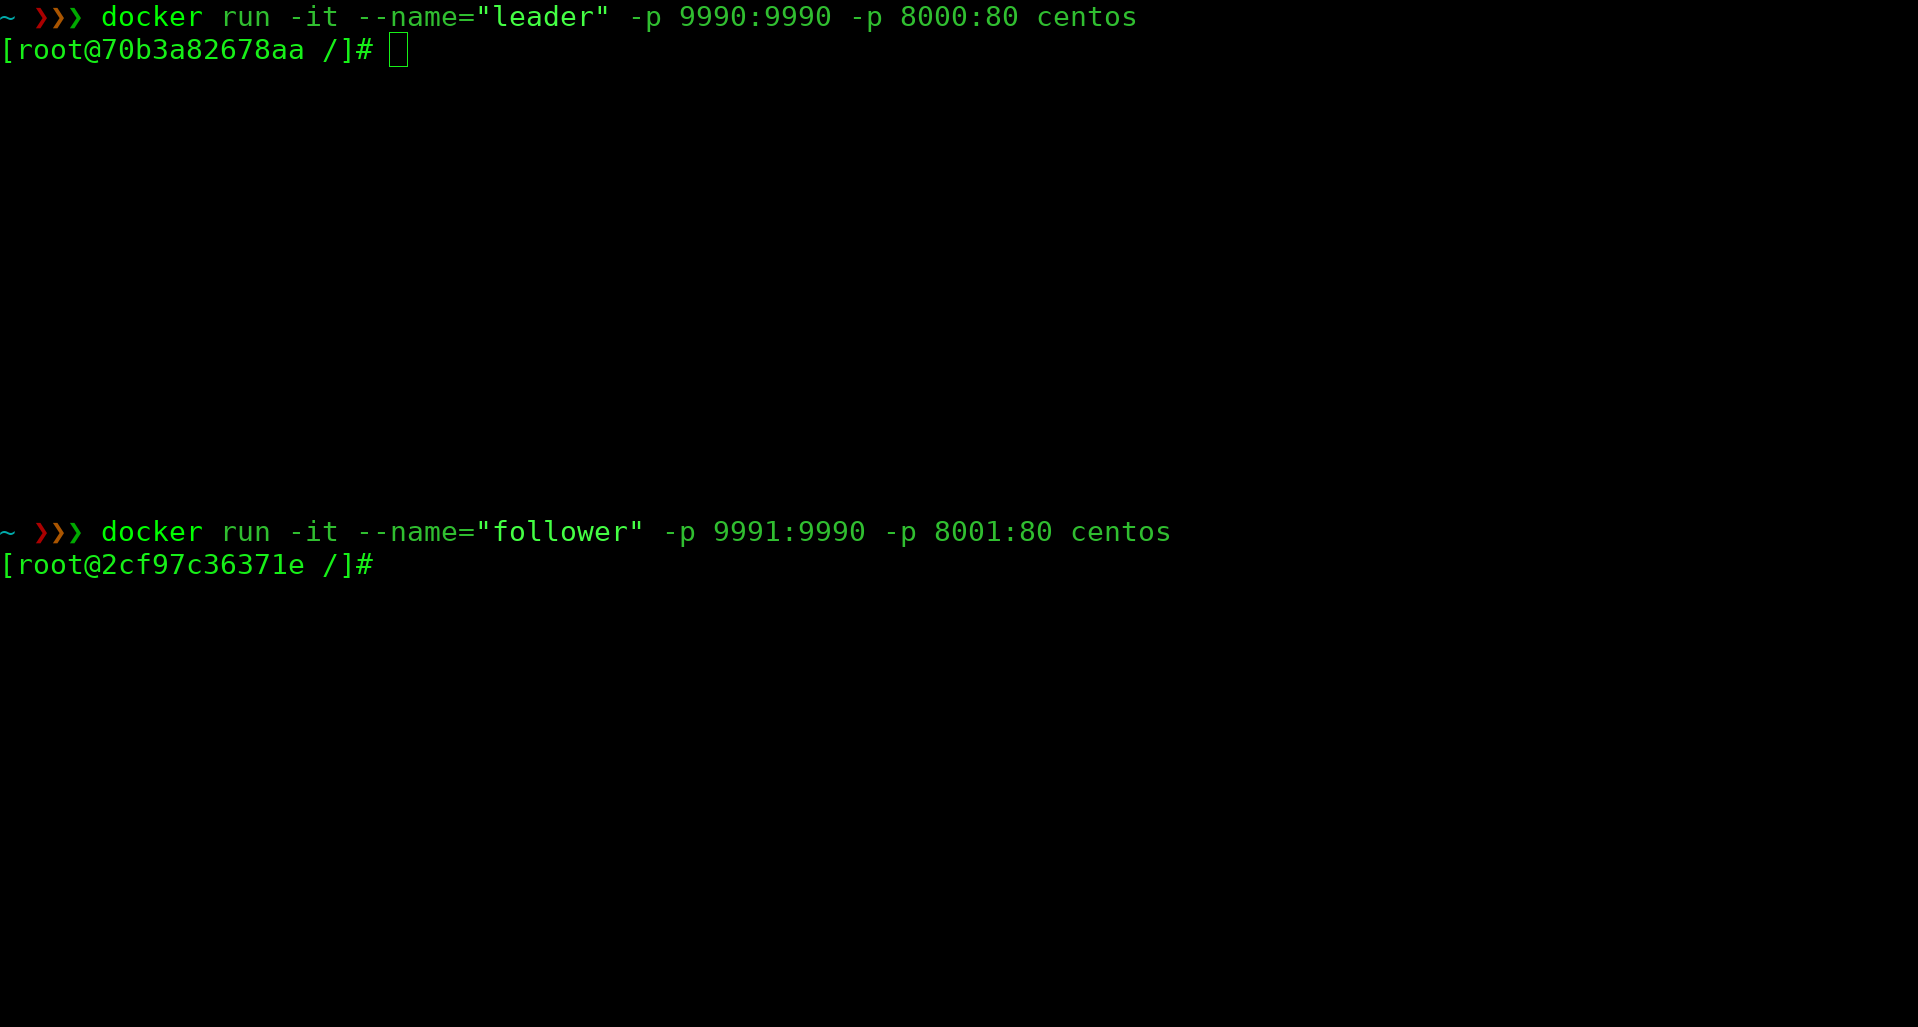 ~ ❯❯❯ docker run -it --name="leader" -p 9990:9990 -p 8000:80 centos
[root@70b3a82678aa /]#
~ ❯❯❯ docker run -it --name="follower" -p 9991:9990 -p 8001:80 centos
[root@2cf97c36371e /]#